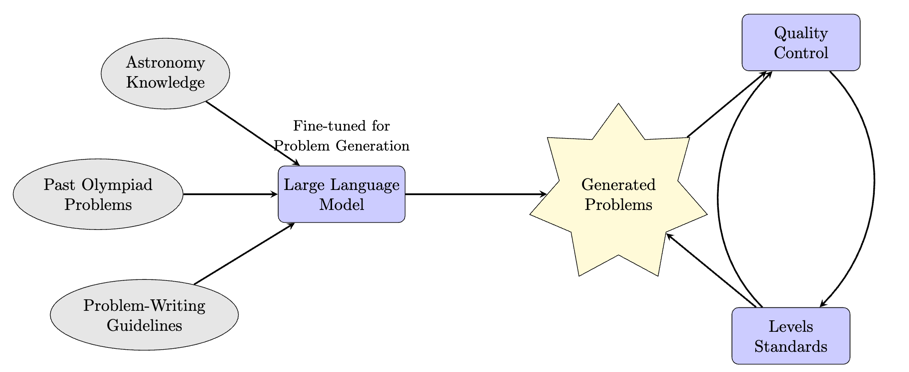 Astronomy
Knowledge
Past Olympiad
Problems
Problem-Writing
Guidelines
Fine-tuned for
Problem Generation
Large Language
Model
Generated
Problems
Quality
Control
Levels
Standards